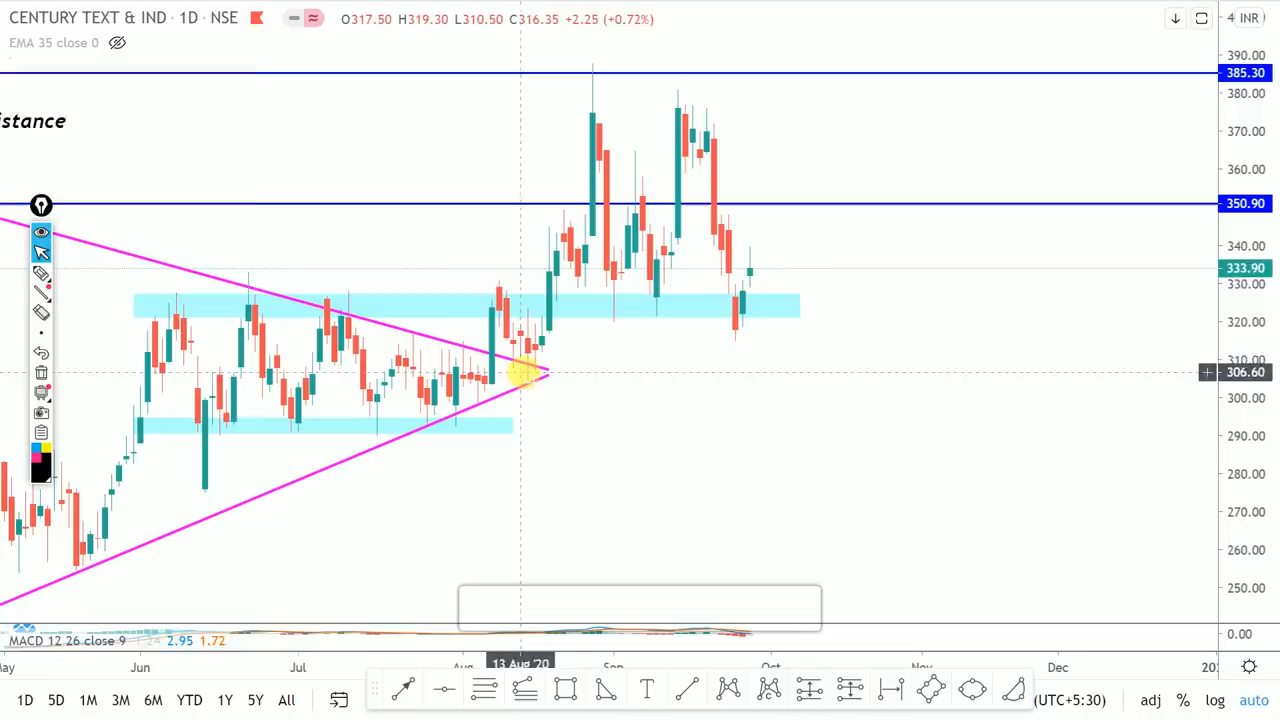 CENTURY TEXT & IND · 1D · NSE O317.50 H319.30 L310.50 C316.35 +2.25 (+0.72%)
INR
EMA 35 close 0
390.00
385.30
380.00
istance
370.00
360.00
350.90
340.00
333.90
330.00
320.00
310.00
306.60
300.00
290.00
280.00
270.00
260.00
250.00
MACD 12 26 close 9 2.95 1.72
0.00
May Jun Jul Aug 13 Aug '20 Sep Oct Nov Dec
1D 5D 1M 3M 6M YTD 1Y 5Y All (UTC+5:30) adj % log auto